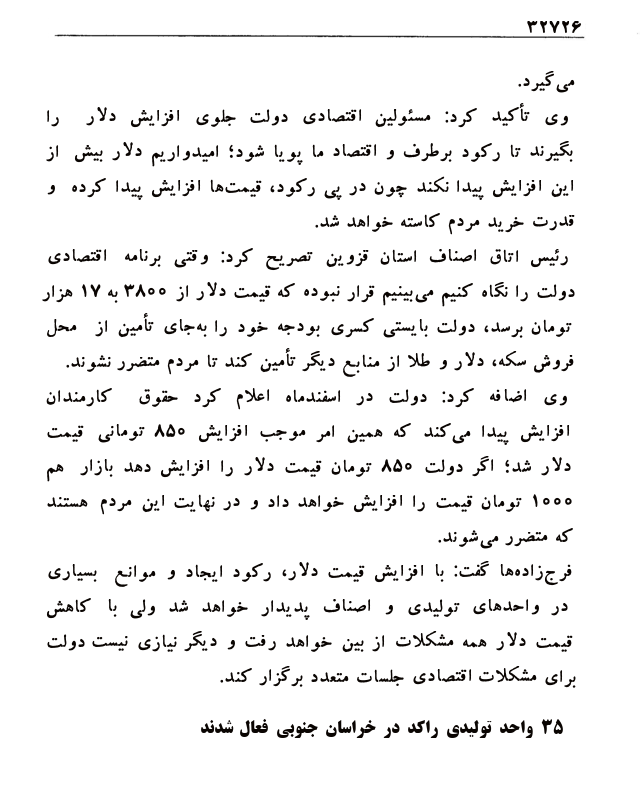 ۳۲۷۲۶
می‌گیرد.
وی تأکید کرد: مسئولین اقتصادی دولت جلوی افزایش دلار را
بگیرند تا رکود برطرف و اقتصاد ما پویا شود؛ امیدواریم دلار بیش از
این افزایش پیدا نکند چون در پی رکود، قیمت‌ها افزایش پیدا کرده و
قدرت خرید مردم کاسته خواهد شد.
رئیس اتاق اصناف استان قزوین تصریح کرد: وقتی برنامه اقتصادی
دولت را نگاه کنیم می‌بینیم قرار نبوده که قیمت دلار از ۳۸۰۰ به ۱۷ هزار
تومان برسد، دولت بایستی کسری بودجه خود را به‌جای تأمین از محل
فروش سکه، دلار و طلا از منابع دیگر تأمین کند تا مردم متضرر نشوند.
وی اضافه کرد: دولت در اسفندماه اعلام کرد حقوق کارمندان
افزایش پیدا می‌کند که همین امر موجب افزایش ۸۵۰ تومانی قیمت
دلار شد؛ اگر دولت ۸۵۰ تومان قیمت دلار را افزایش دهد بازار هم
۱۰۰۰ تومان قیمت را افزایش خواهد داد و در نهایت این مردم هستند
که متضرر می‌شوند.
فرج‌زاده‌ها گفت: با افزایش قیمت دلار، رکود ایجاد و موانع بسیاری
در واحدهای تولیدی و اصناف پدیدار خواهد شد ولی با کاهش
قیمت دلار همه مشکلات از بین خواهد رفت و دیگر نیازی نیست دولت
برای مشکلات اقتصادی جلسات متعدد برگزار کند.
۳۵ واحد تولیدی راکد در خراسان جنوبی فعال شدند